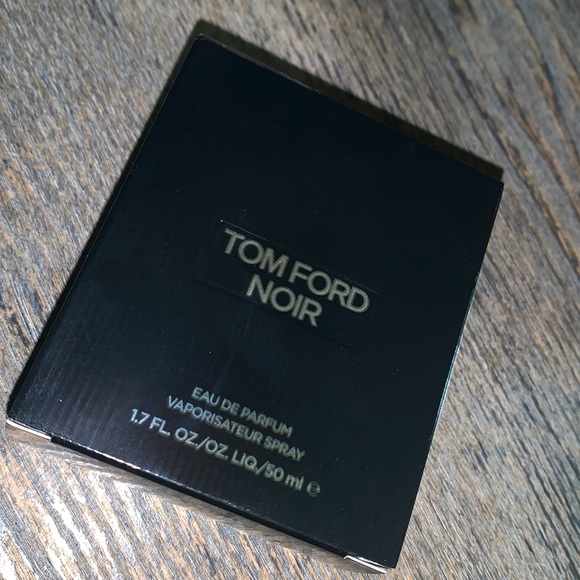 TOM FORD
NOIR
EAU DE PARFUM
VAPORISATEUR SPRAY
1.7 FL. OZ./OZ. LIQ./50 ml ℮